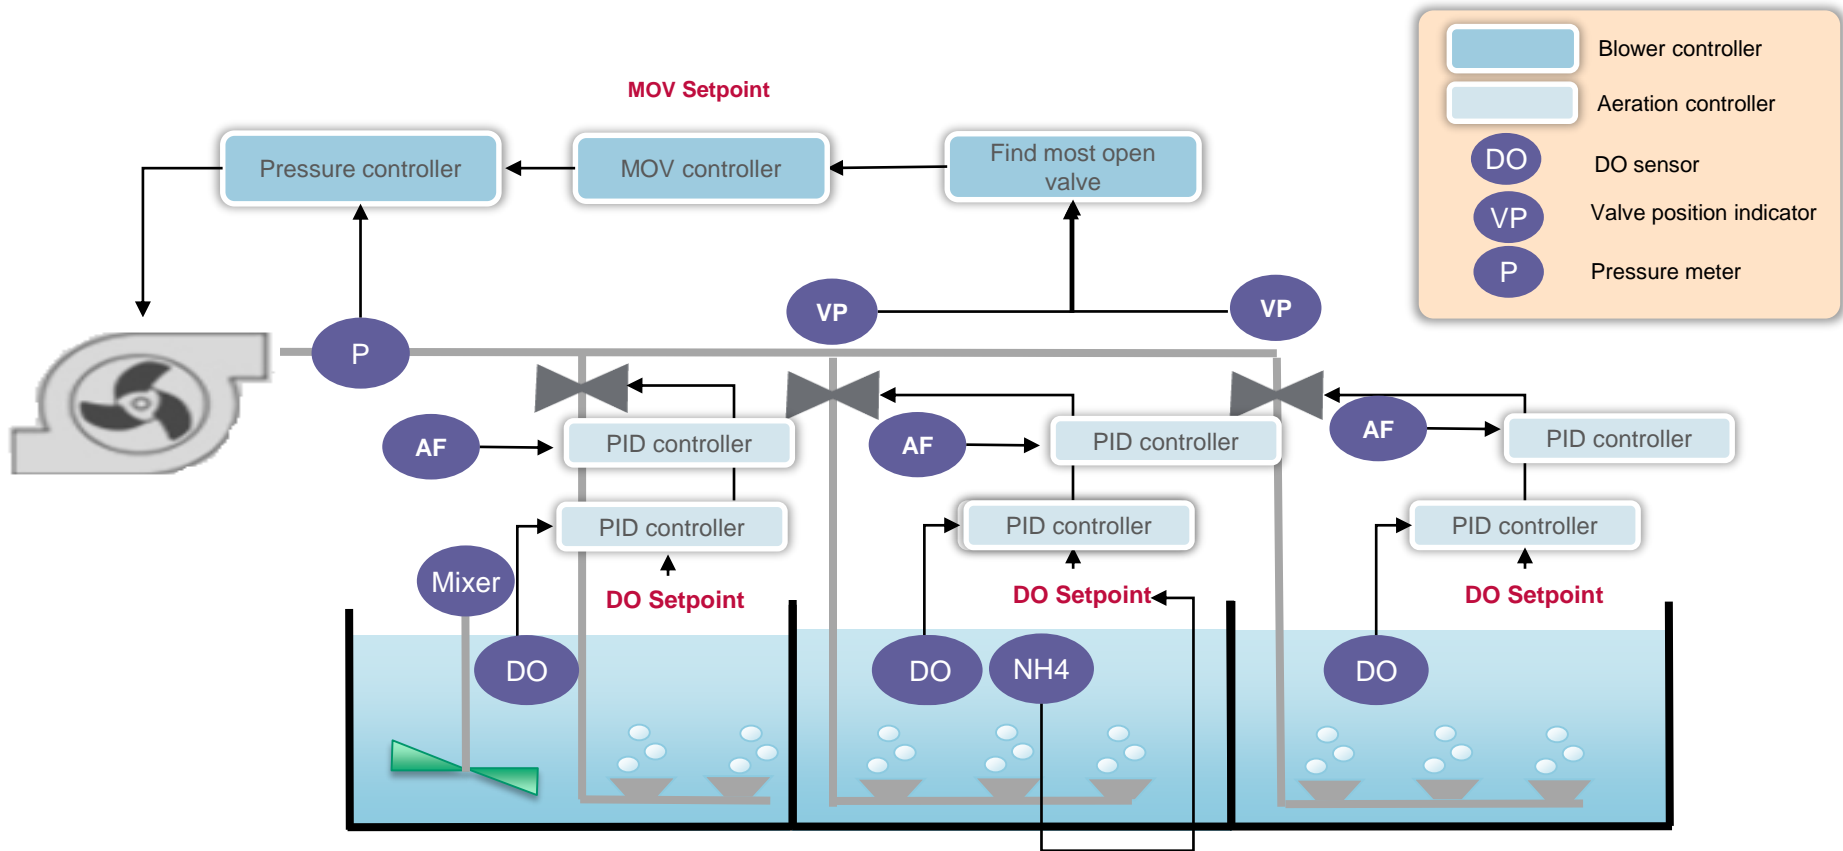 MOV Setpoint
Pressure controller
MOV controller
Find most open
valve
Blower controller
Aeration controller
DO
DO sensor
VP
Valve position indicator
P
Pressure meter
VP
VP
P
AF
PID controller
AF
PID controller
AF
PID controller
PID controller
PID controller
PID controller
Mixer
DO Setpoint
DO Setpoint
DO Setpoint
DO
DO
NH4
DO